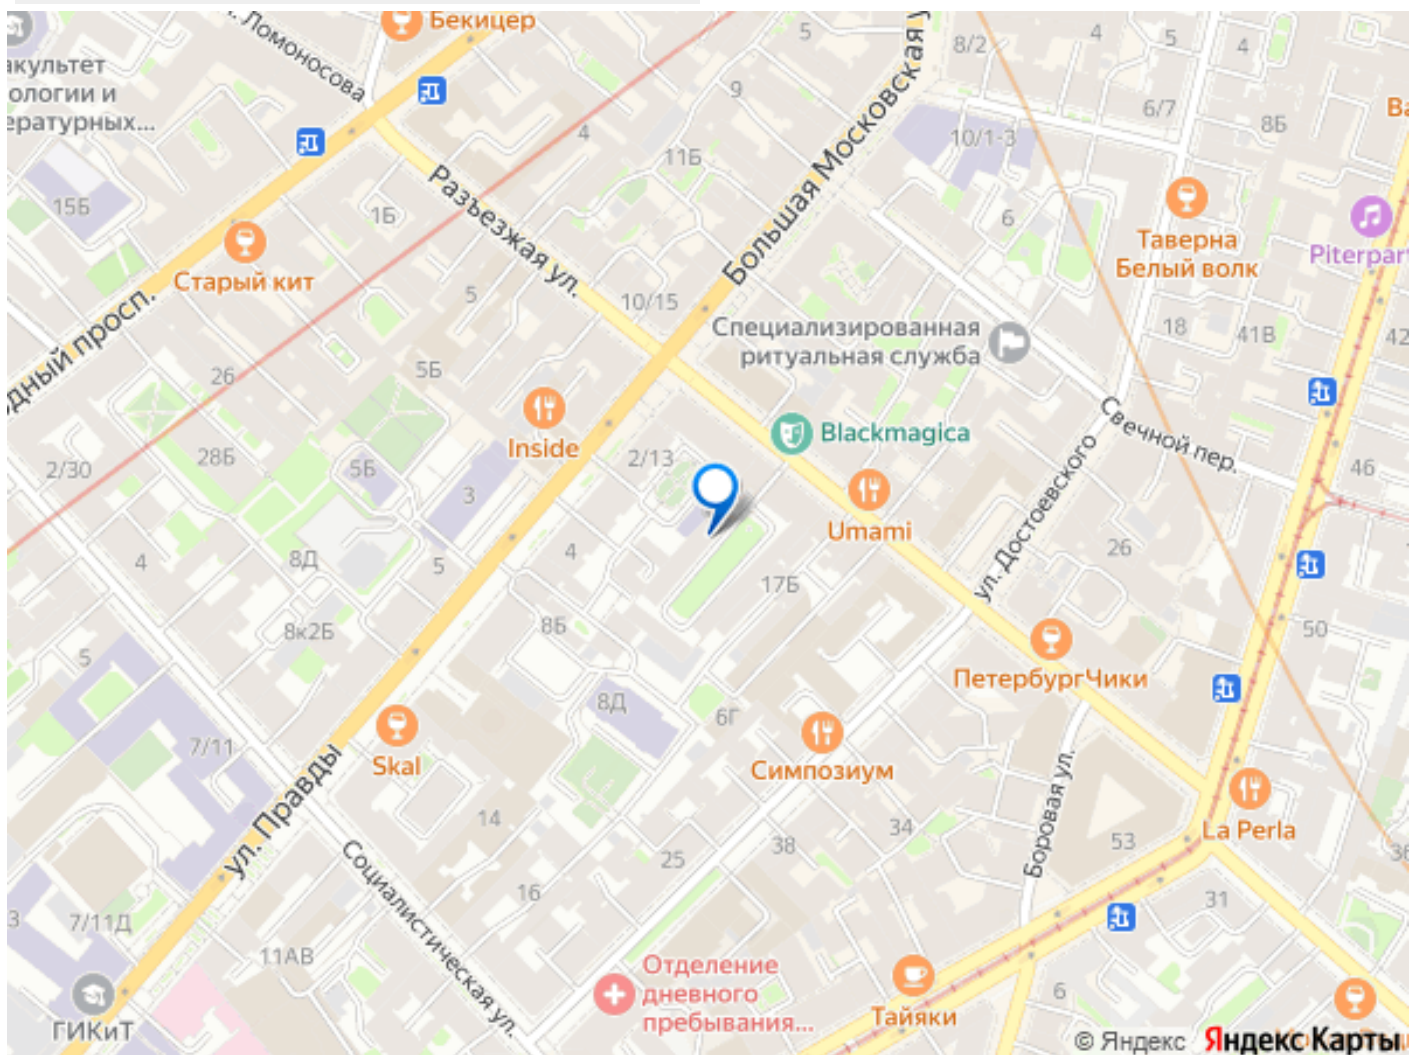 Бекицер
Ломоносова
5
8/2
4
5
4
акультет
ологии и
ературных...
9
6/7
8Б
4
10/1-3
11Б
Большая Московская
15Б
1Б
Разъезжая ул.
6
Таверна
Белый волк
Piterpart
Старый кит
5
10/15
Специализированная
ритуальная служба
18
41В
42
дный просп.
26
5Б
Inside
Blackmagica
Свечной пер.
2/30
28Б
5Б
3
2/13
46
Umami
ул. Достоевского
26
4
8Д
5
4
17Б
8к2Б
8Б
50
5
ПетербургЧики
8Д
6Г
7/11
Skal
Симпозиум
ул. Правды
14
34
Боровая ул.
La Perla
25
38
53
36
Социалистическая ул.
16
31
3
7/11Д
11АВ
Отделение
дневного
пребывания...
6
Тайяки
ГИКиТ
© Яндекс Яндекс Карты